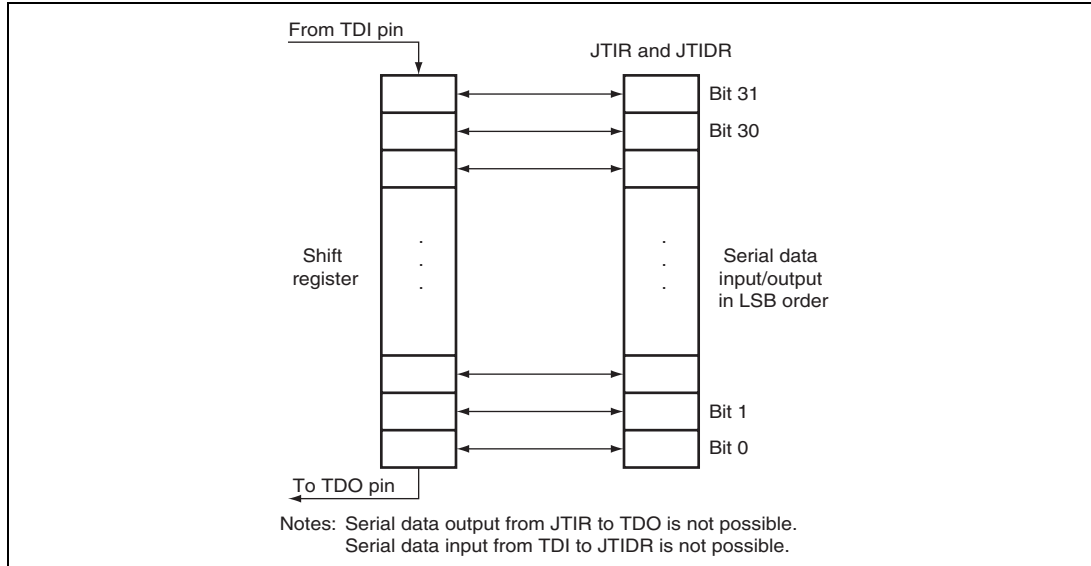 From TDI pin
JTIR and JTIDR
Bit 31
Bit 30
Shift
register
Serial data
input/output
in LSB order
Bit 1
Bit 0
To TDO pin
Notes: Serial data output from JTIR to TDO is not possible.
Serial data input from TDI to JTIDR is not possible.